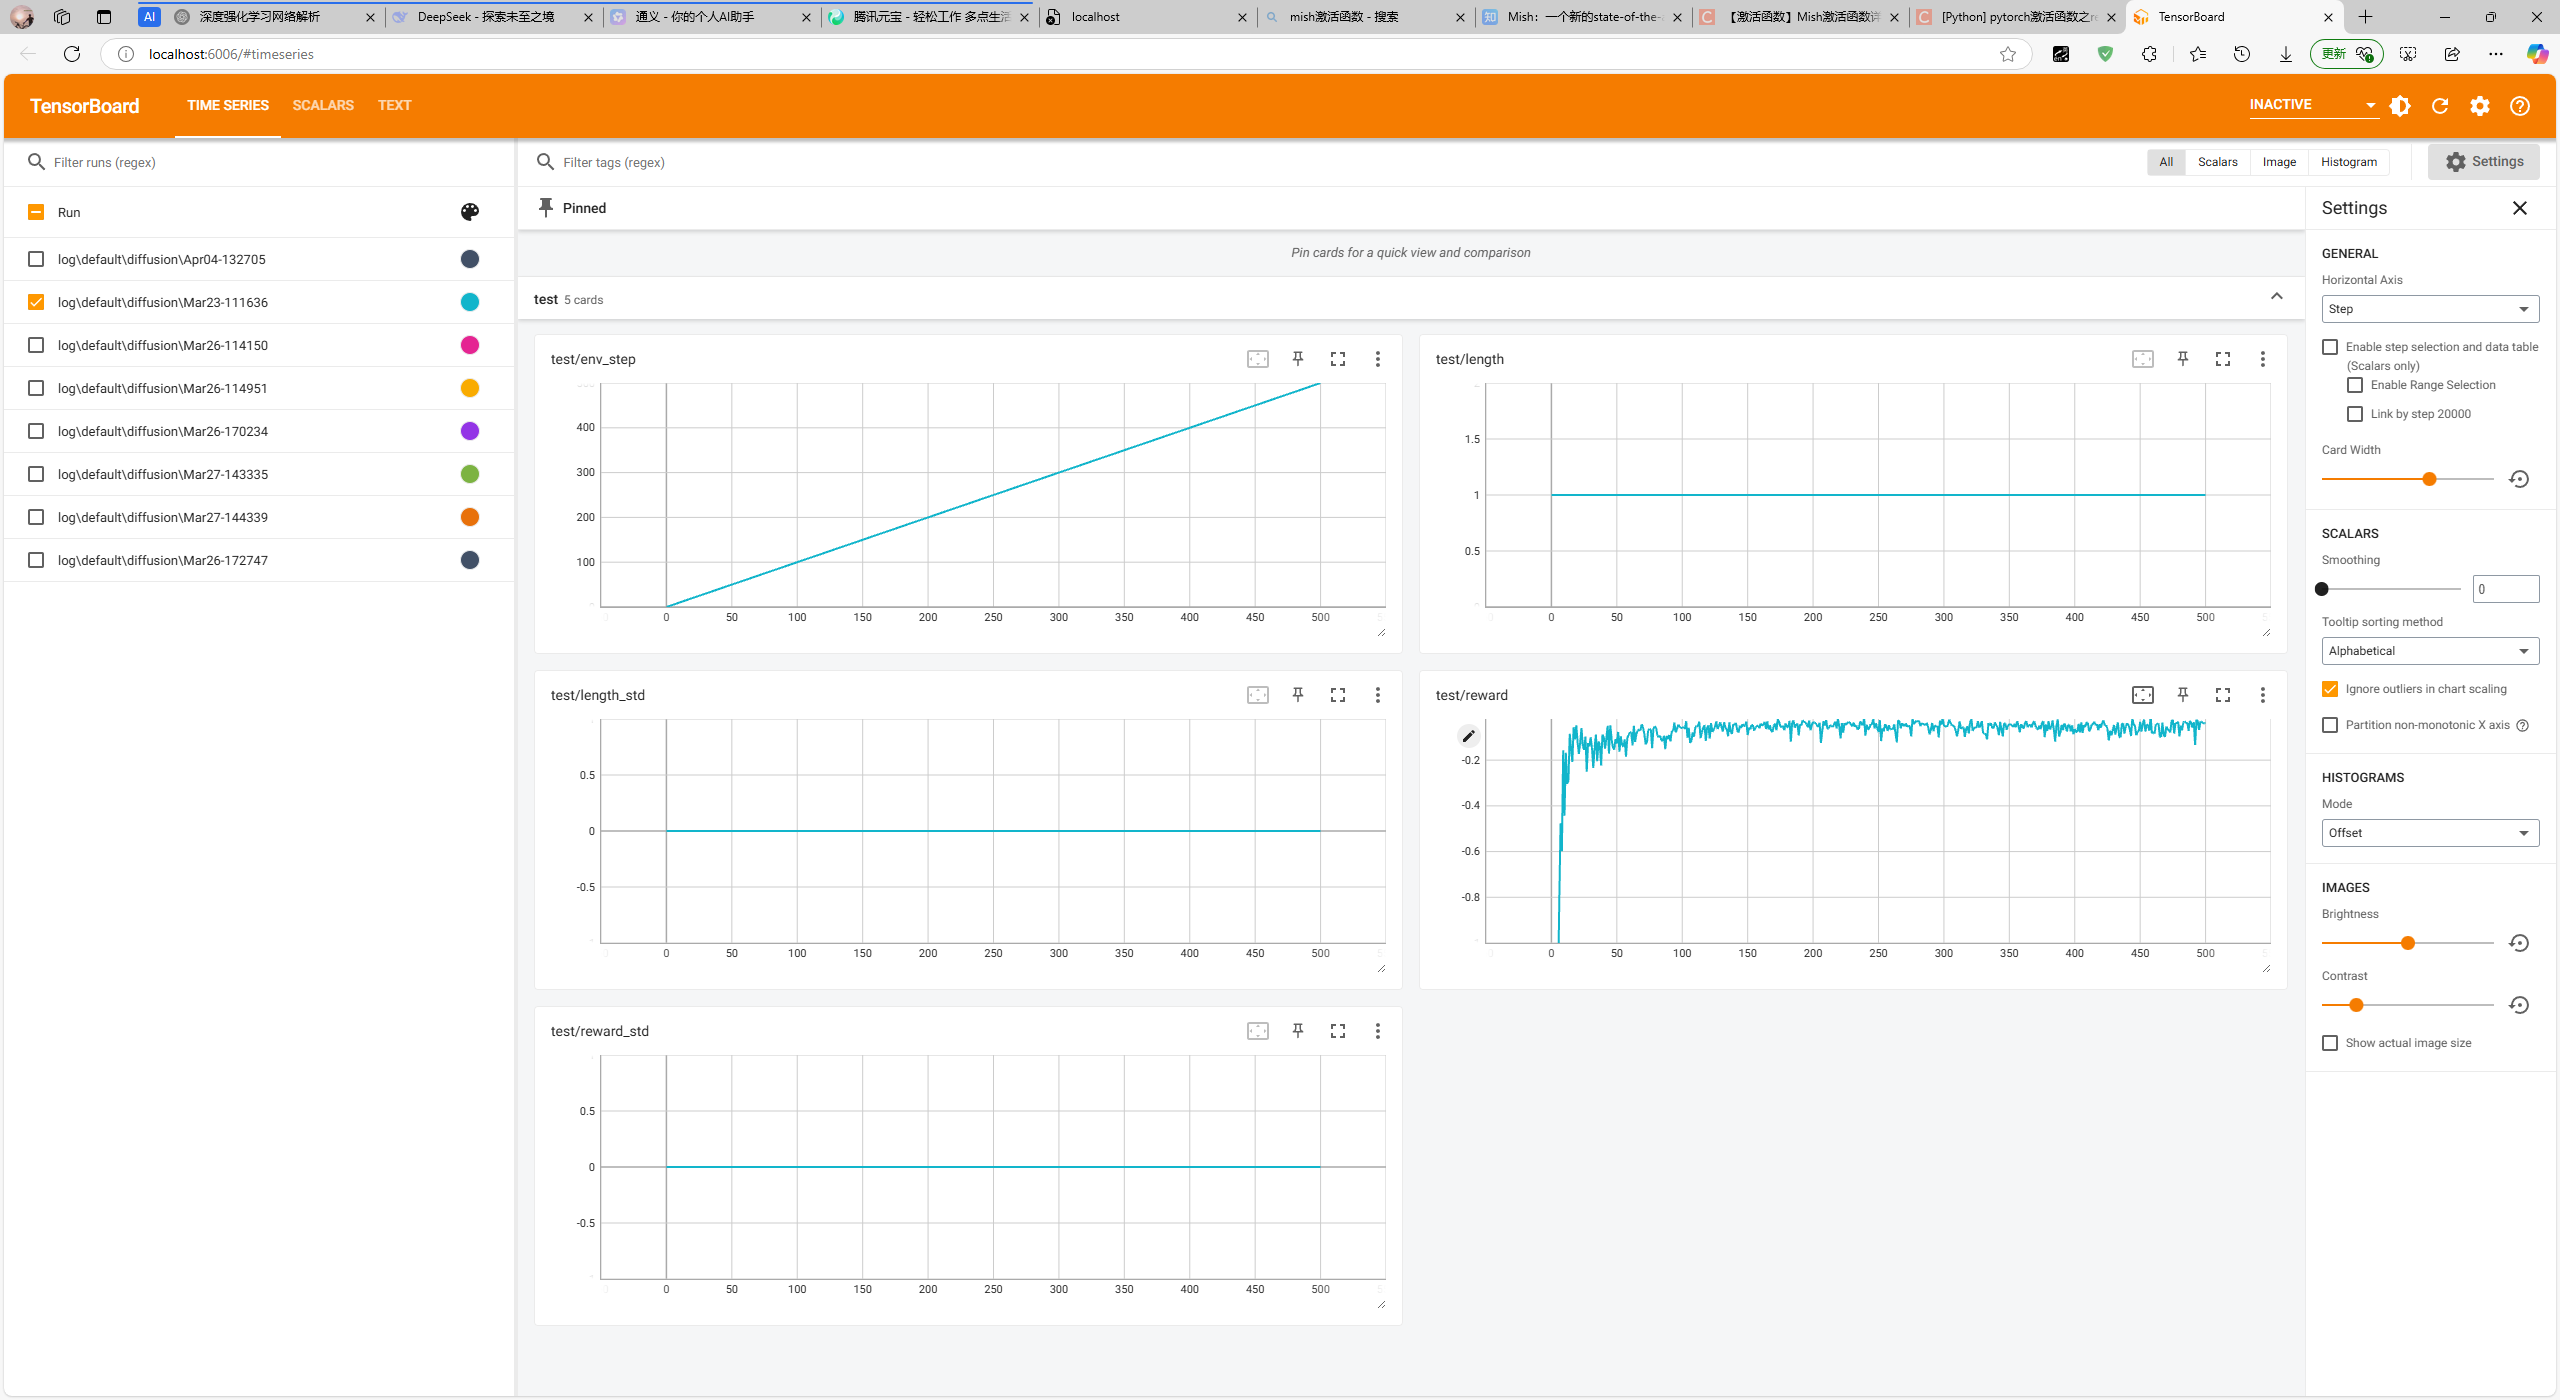 AI 深度强化学习网络解析 DeepSeek - 探索未至之境 通义 - 你的个人AI助手 腾讯元宝 - 轻松工作 多点生活 localhost mish激活函数 - 搜索 知 Mish：一个新的state-of-the- C 【激活函数】Mish激活函数详 C [Python] pytorch激活函数之re TensorBoard
localhost:6006/#timeseries 更新
TensorBoard TIME SERIES SCALARS TEXT INACTIVE
Filter runs (regex) Filter tags (regex) All Scalars Image Histogram Settings
Run
log\default\diffusion\Apr04-132705
log\default\diffusion\Mar23-111636
log\default\diffusion\Mar26-114150
log\default\diffusion\Mar26-114951
log\default\diffusion\Mar26-170234
log\default\diffusion\Mar27-143335
log\default\diffusion\Mar27-144339
log\default\diffusion\Mar26-172747
Pinned
Pin cards for a quick view and comparison
test 5 cards
test/env_step
400
300
200
100
0 50 100 150 200 250 300 350 400 450 500
test/length
1.5
1
0.5
0 50 100 150 200 250 300 350 400 450 500
test/length_std
0.5
0
-0.5
0 50 100 150 200 250 300 350 400 450 500
test/reward
-0.2
-0.4
-0.6
-0.8
0 50 100 150 200 250 300 350 400 450 500
test/reward_std
0.5
0
-0.5
0 50 100 150 200 250 300 350 400 450 500
Settings
GENERAL
Horizontal Axis
Step
Enable step selection and data table
(Scalars only)
Enable Range Selection
Link by step 20000
Card Width
SCALARS
Smoothing
0
Tooltip sorting method
Alphabetical
Ignore outliers in chart scaling
Partition non-monotonic X axis
HISTOGRAMS
Mode
Offset
IMAGES
Brightness
Contrast
Show actual image size